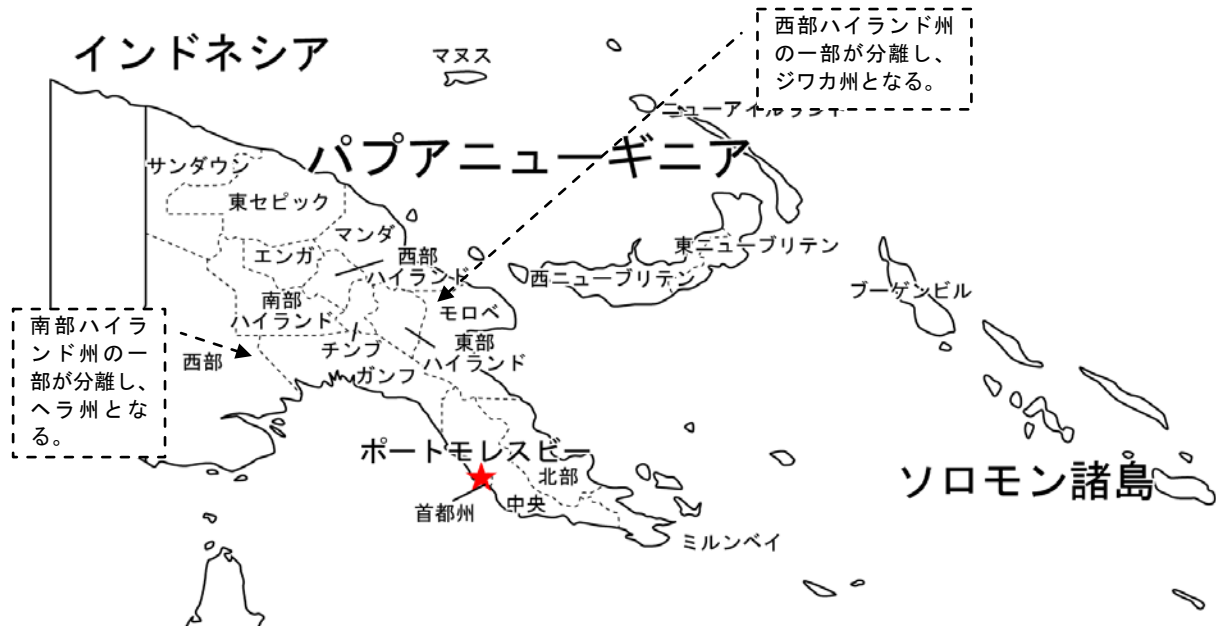 インドネシア
マヌス
西部ハイランド州
の一部が分離し、
ジワカ州となる。
ニューアイルランド
パプアニューギニア
サンダウン
東セピック
マンダ
エンガ
西部
ハイランド
東ニューブリテン
西ニューブリテン
ブーゲンビル
南部
ハイランド
モロベ
チンブ
東部
ハイランド
ガンフ
西部
南部ハイラ
ンド州の一
部が分離し、
ヘラ州とな
る。
ポートモレスビー
北部
中央
首都州
ミルンベイ
ソロモン諸島